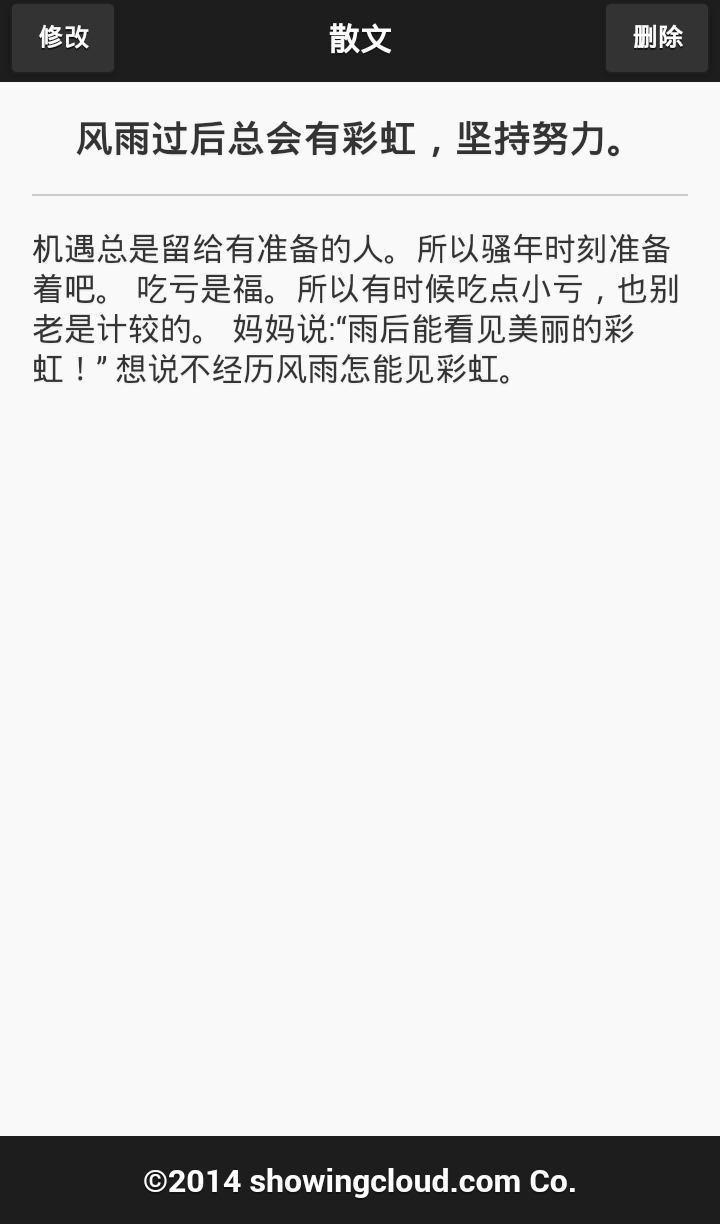 修改 散文 删除
风雨过后总会有彩虹，坚持努力。
机遇总是留给有准备的人。所以骚年时刻准备
着吧。 吃亏是福。所以有时候吃点小亏，也别
老是计较的。 妈妈说:“雨后能看见美丽的彩
虹！” 想说不经历风雨怎能见彩虹。
©2014 showingcloud.com Co.